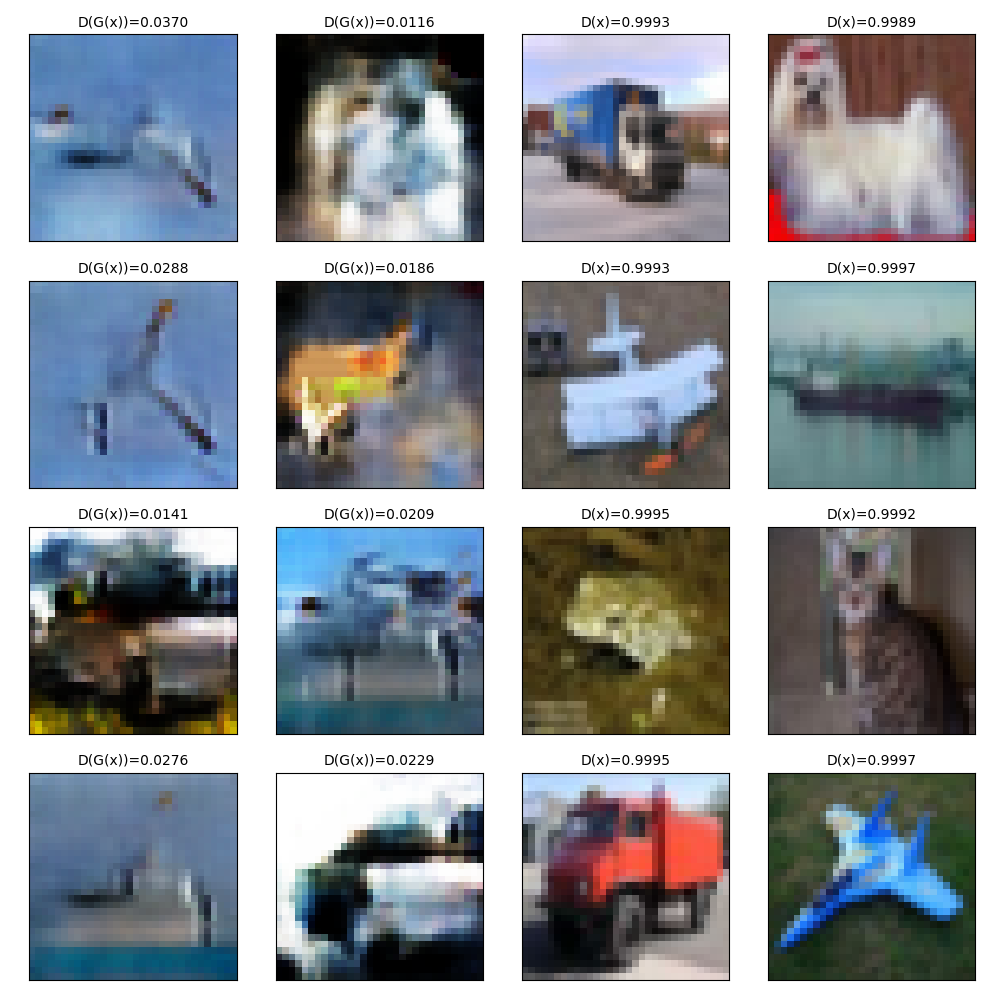 D(G(x))=0.0370
D(G(x))=0.0116
D(x)=0.9993
D(x)=0.9989
D(G(x))=0.0288
D(G(x))=0.0186
D(x)=0.9993
D(x)=0.9997
D(G(x))=0.0141
D(G(x))=0.0209
D(x)=0.9995
D(x)=0.9992
D(G(x))=0.0276
D(G(x))=0.0229
D(x)=0.9995
D(x)=0.9997